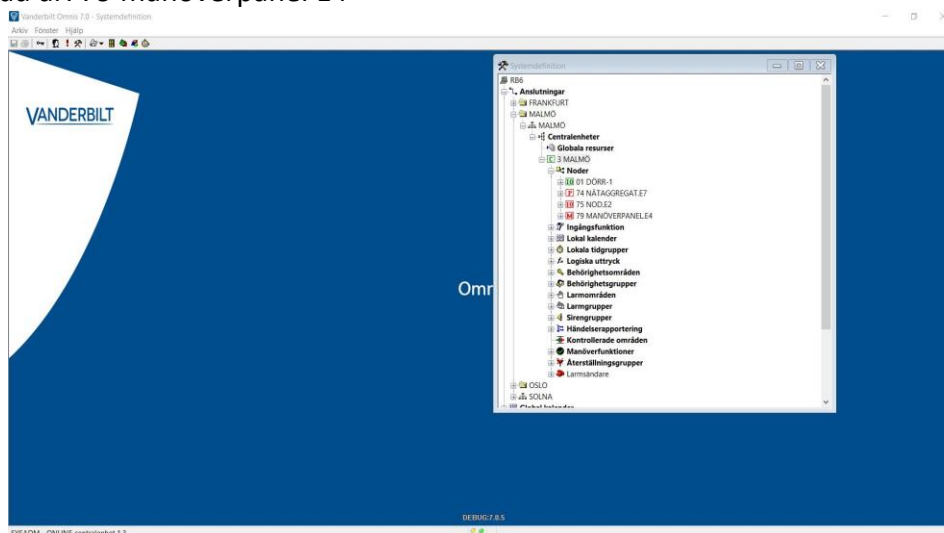 Vanderbilt Omnis 7.0 - Systemdefinition
Arkiv Fönster Hjälp
VANDERBILT
Omn
Systemdefinition
RB6
Anslutningar
FRANKFURT
MALMÖ
MALMÖ
Centralenheter
Globala resurser
3 MALMÖ
Noder
01 DÖRR-1
74 NÄTAGGREGAT.E7
75 NOD.E2
79 MANÖVERPANEL.E4
Ingångsfunktion
Lokal kalender
Lokala tidgrupper
Logiska uttryck
Behörighetsområden
Behörighetsgrupper
Larmområden
Larmgrupper
Sirengrupper
Händelserapportering
Kontrollerade områden
Manöverfunktioner
Återställningsgrupper
Larmsändare
OSLO
SOLNA
Global kalender
DEBUG:7.0.5